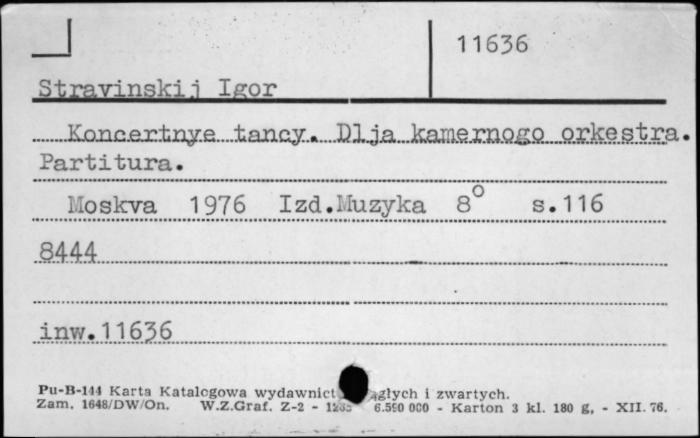 11636
Stravinskij Igor
Koncertnye tancy. Dlja kamernogo orkestra.
Partitura.
Moskva 1976 Izd.Muzyka 8° s.116
8444
inw.11636
Pu-B-144 Karta Katalogowa wydawnict i zwartych.
Zam. 1648/DW/On. W.Z.Graf. Z-2 - 6.590 000 - Karton 3 kl. 180 g, - XII. 76.